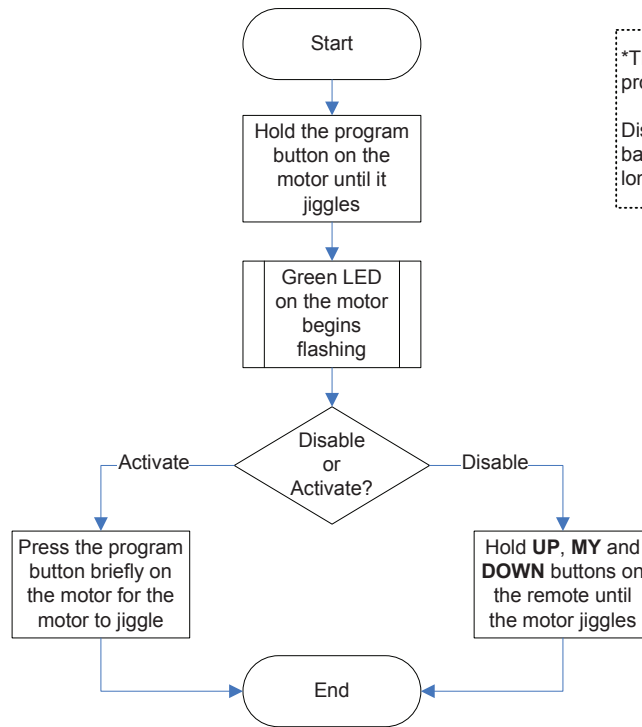 Start
Hold the program
button on the
motor until it
jiggles
Green LED
on the motor
begins
flashing
Disable
or
Activate?
Activate
Disable
Press the program
button briefly on
the motor for the
motor to jiggle
Hold UP, MY and
DOWN buttons on
the remote until
the motor jiggles
End